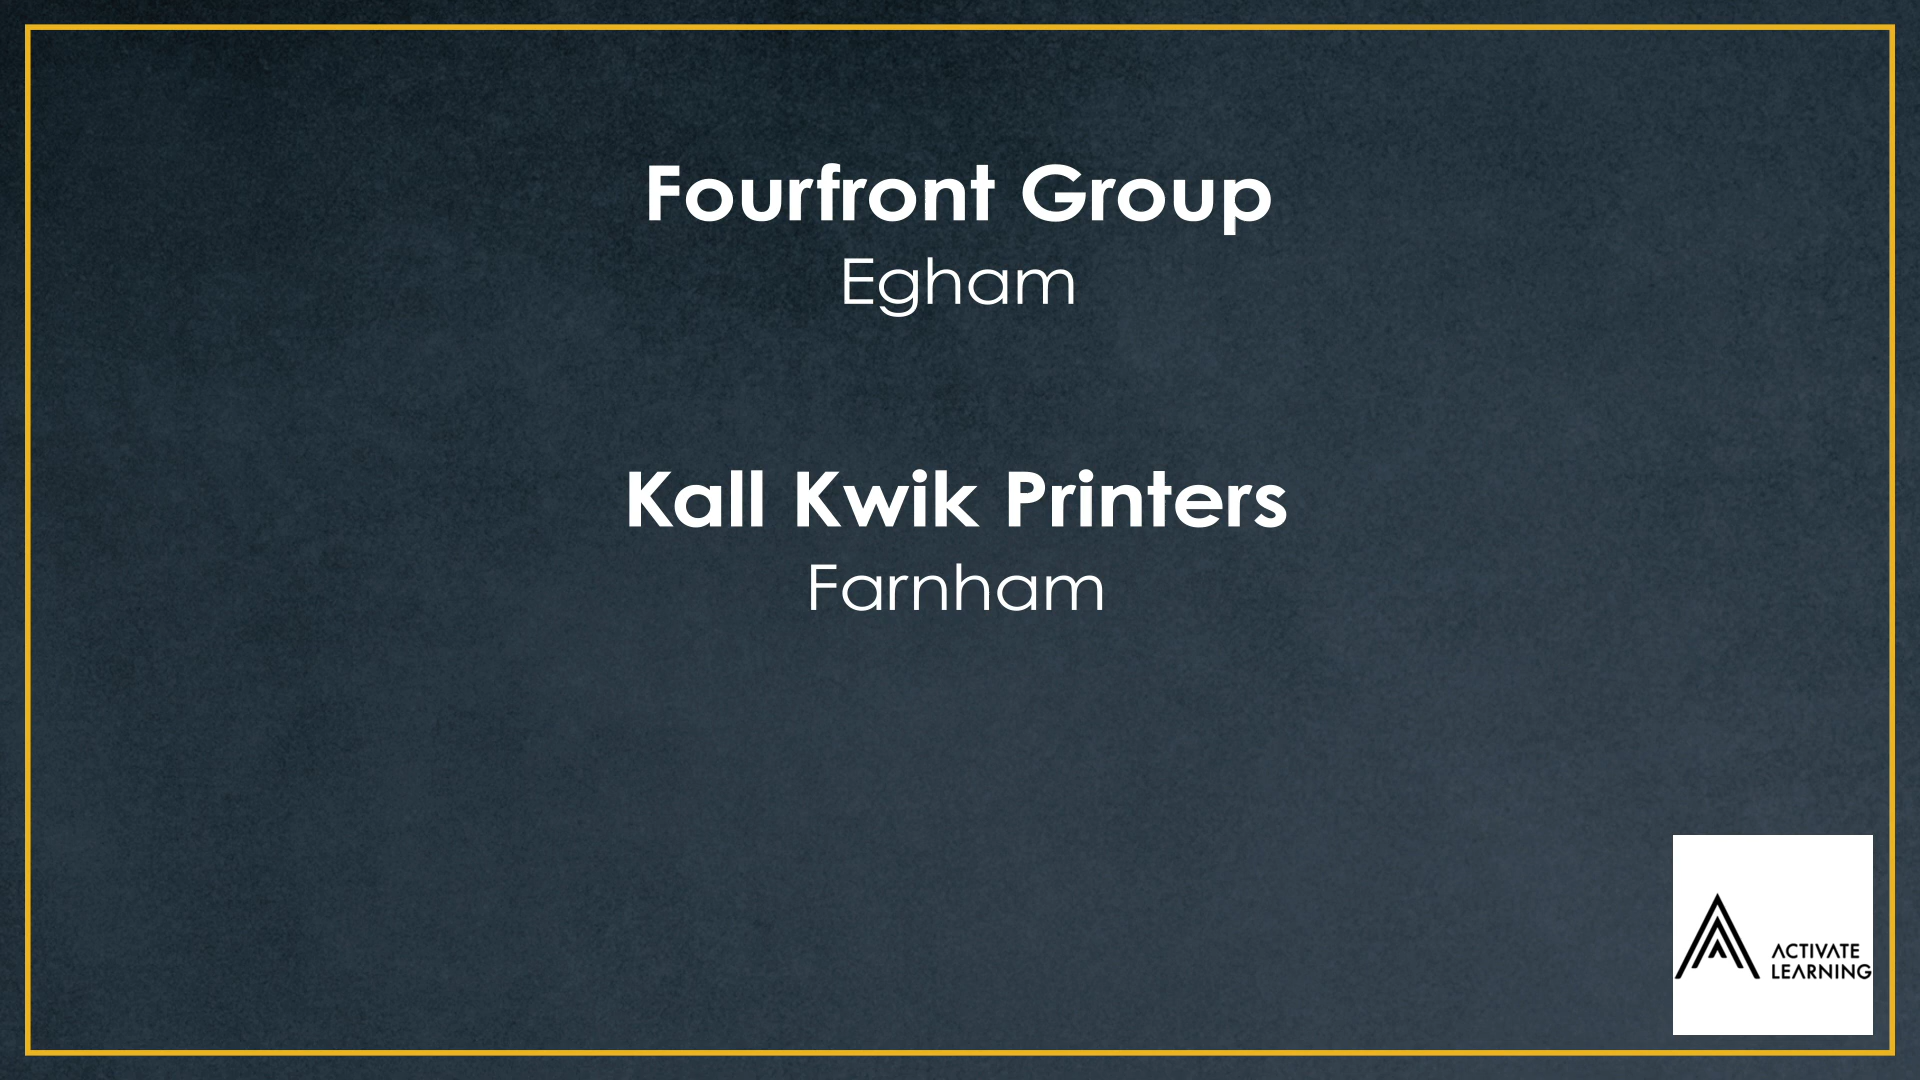 Fourfront Group
Egham
Kall Kwik Printers
Farnham
ACTIVATE
LEARNING